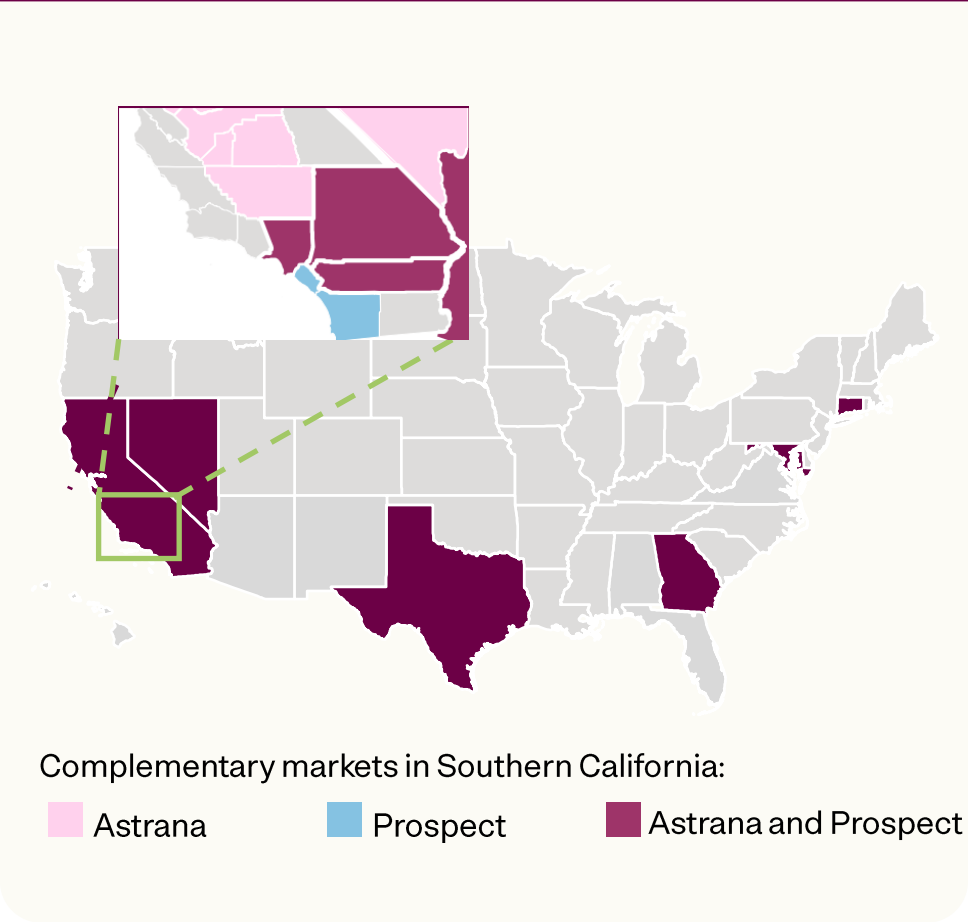 Complementary markets in Southern California:
Astrana
Prospect
Astrana and Prospect